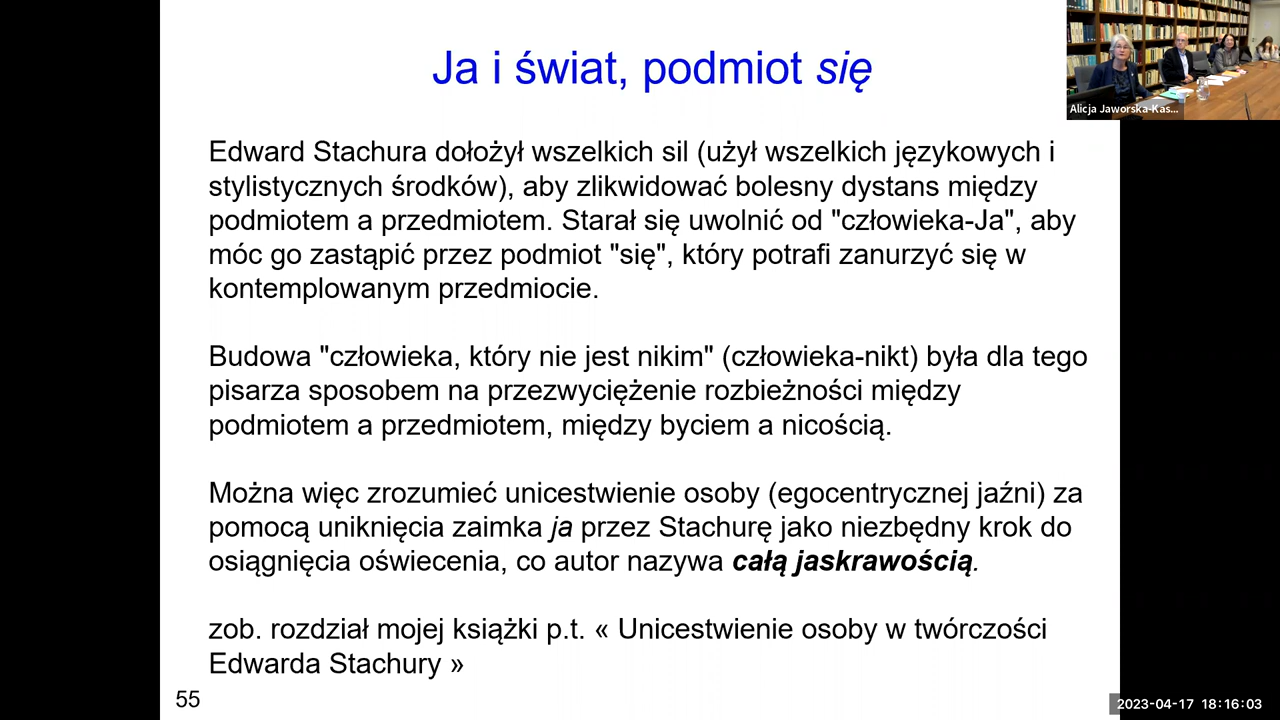 Ja i świat, podmiot się
Alicja Jaworska-Kas...
Edward Stachura dołożył wszelkich sil (użył wszelkich językowych i
stylistycznych środków), aby zlikwidować bolesny dystans między
podmiotem a przedmiotem. Starał się uwolnić od "człowieka-Ja", aby
móc go zastąpić przez podmiot "się", który potrafi zanurzyć się w
kontemplowanym przedmiocie.
Budowa "człowieka, który nie jest nikim" (człowieka-nikt) była dla tego
pisarza sposobem na przezwyciężenie rozbieżności między
podmiotem a przedmiotem, między byciem a nicością.
Można więc zrozumieć unicestwienie osoby (egocentrycznej jaźni) za
pomocą uniknięcia zaimka ja przez Stachurę jako niezbędny krok do
osiągnięcia oświecenia, co autor nazywa całą jaskrawością.
zob. rozdział mojej książki p.t. « Unicestwienie osoby w twórczości
Edwarda Stachury »
55
2023-04-17 18:16:03